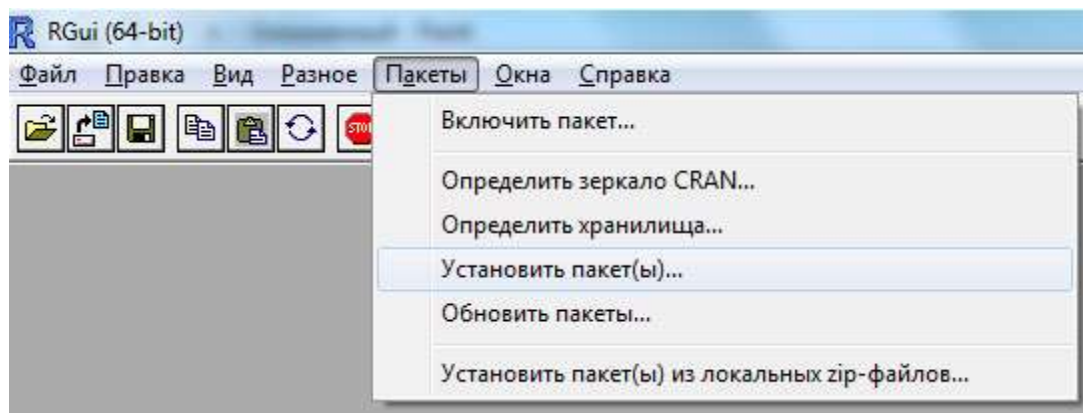 RGui (64-bit)
Файл Правка Вид Разное Пакеты Окна Справка
STOP
Включить пакет...
Определить зеркало CRAN...
Определить хранилища...
Установить пакет(ы)...
Обновить пакеты...
Установить пакет(ы) из локальных zip-файлов...